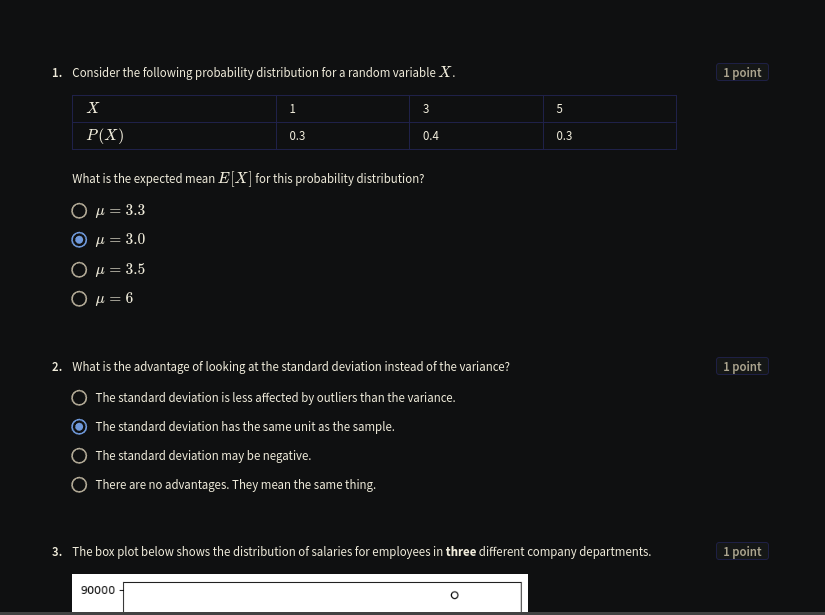 1. Consider the following probability distribution for a random variable X. 1 point
X 1 3 5
P(X) 0.3 0.4 0.3
What is the expected mean E[X] for this probability distribution?
μ = 3.3
μ = 3.0
μ = 3.5
μ = 6
2. What is the advantage of looking at the standard deviation instead of the variance? 1 point
The standard deviation is less affected by outliers than the variance.
The standard deviation has the same unit as the sample.
The standard deviation may be negative.
There are no advantages. They mean the same thing.
3. The box plot below shows the distribution of salaries for employees in three different company departments. 1 point
90000